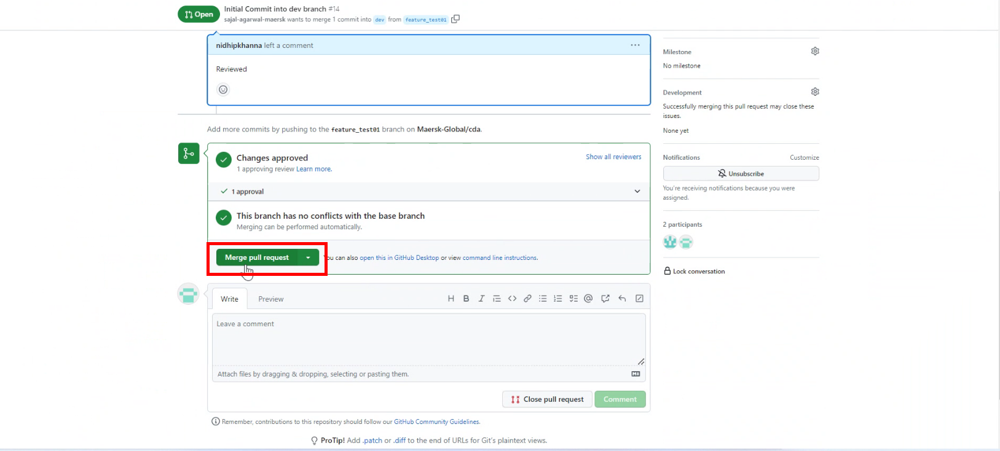 Open
Initial Commit into dev branch #14
sajal-agarwal-maersk wants to merge 1 commit into dev from feature_test01
nidhipkhanna left a comment
Reviewed
Add more commits by pushing to the feature_test01 branch on Maersk-Global/cda.
Changes approved
1 approving review Learn more.
Show all reviewers
1 approval
This branch has no conflicts with the base branch
Merging can be performed automatically.
Merge pull request
You can also open this in GitHub Desktop or view command line instructions.
Write
Preview
H B I
Leave a comment
Attach files by dragging & dropping, selecting or pasting them.
Close pull request
Comment
Remember, contributions to this repository should follow our GitHub Community Guidelines.
ProTip! Add .patch or .diff to the end of URLs for Git's plaintext views.
Milestone
No milestone
Development
Successfully merging this pull request may close these
issues.
None yet
Notifications
Customize
Unsubscribe
You're receiving notifications because you were
assigned.
2 participants
Lock conversation